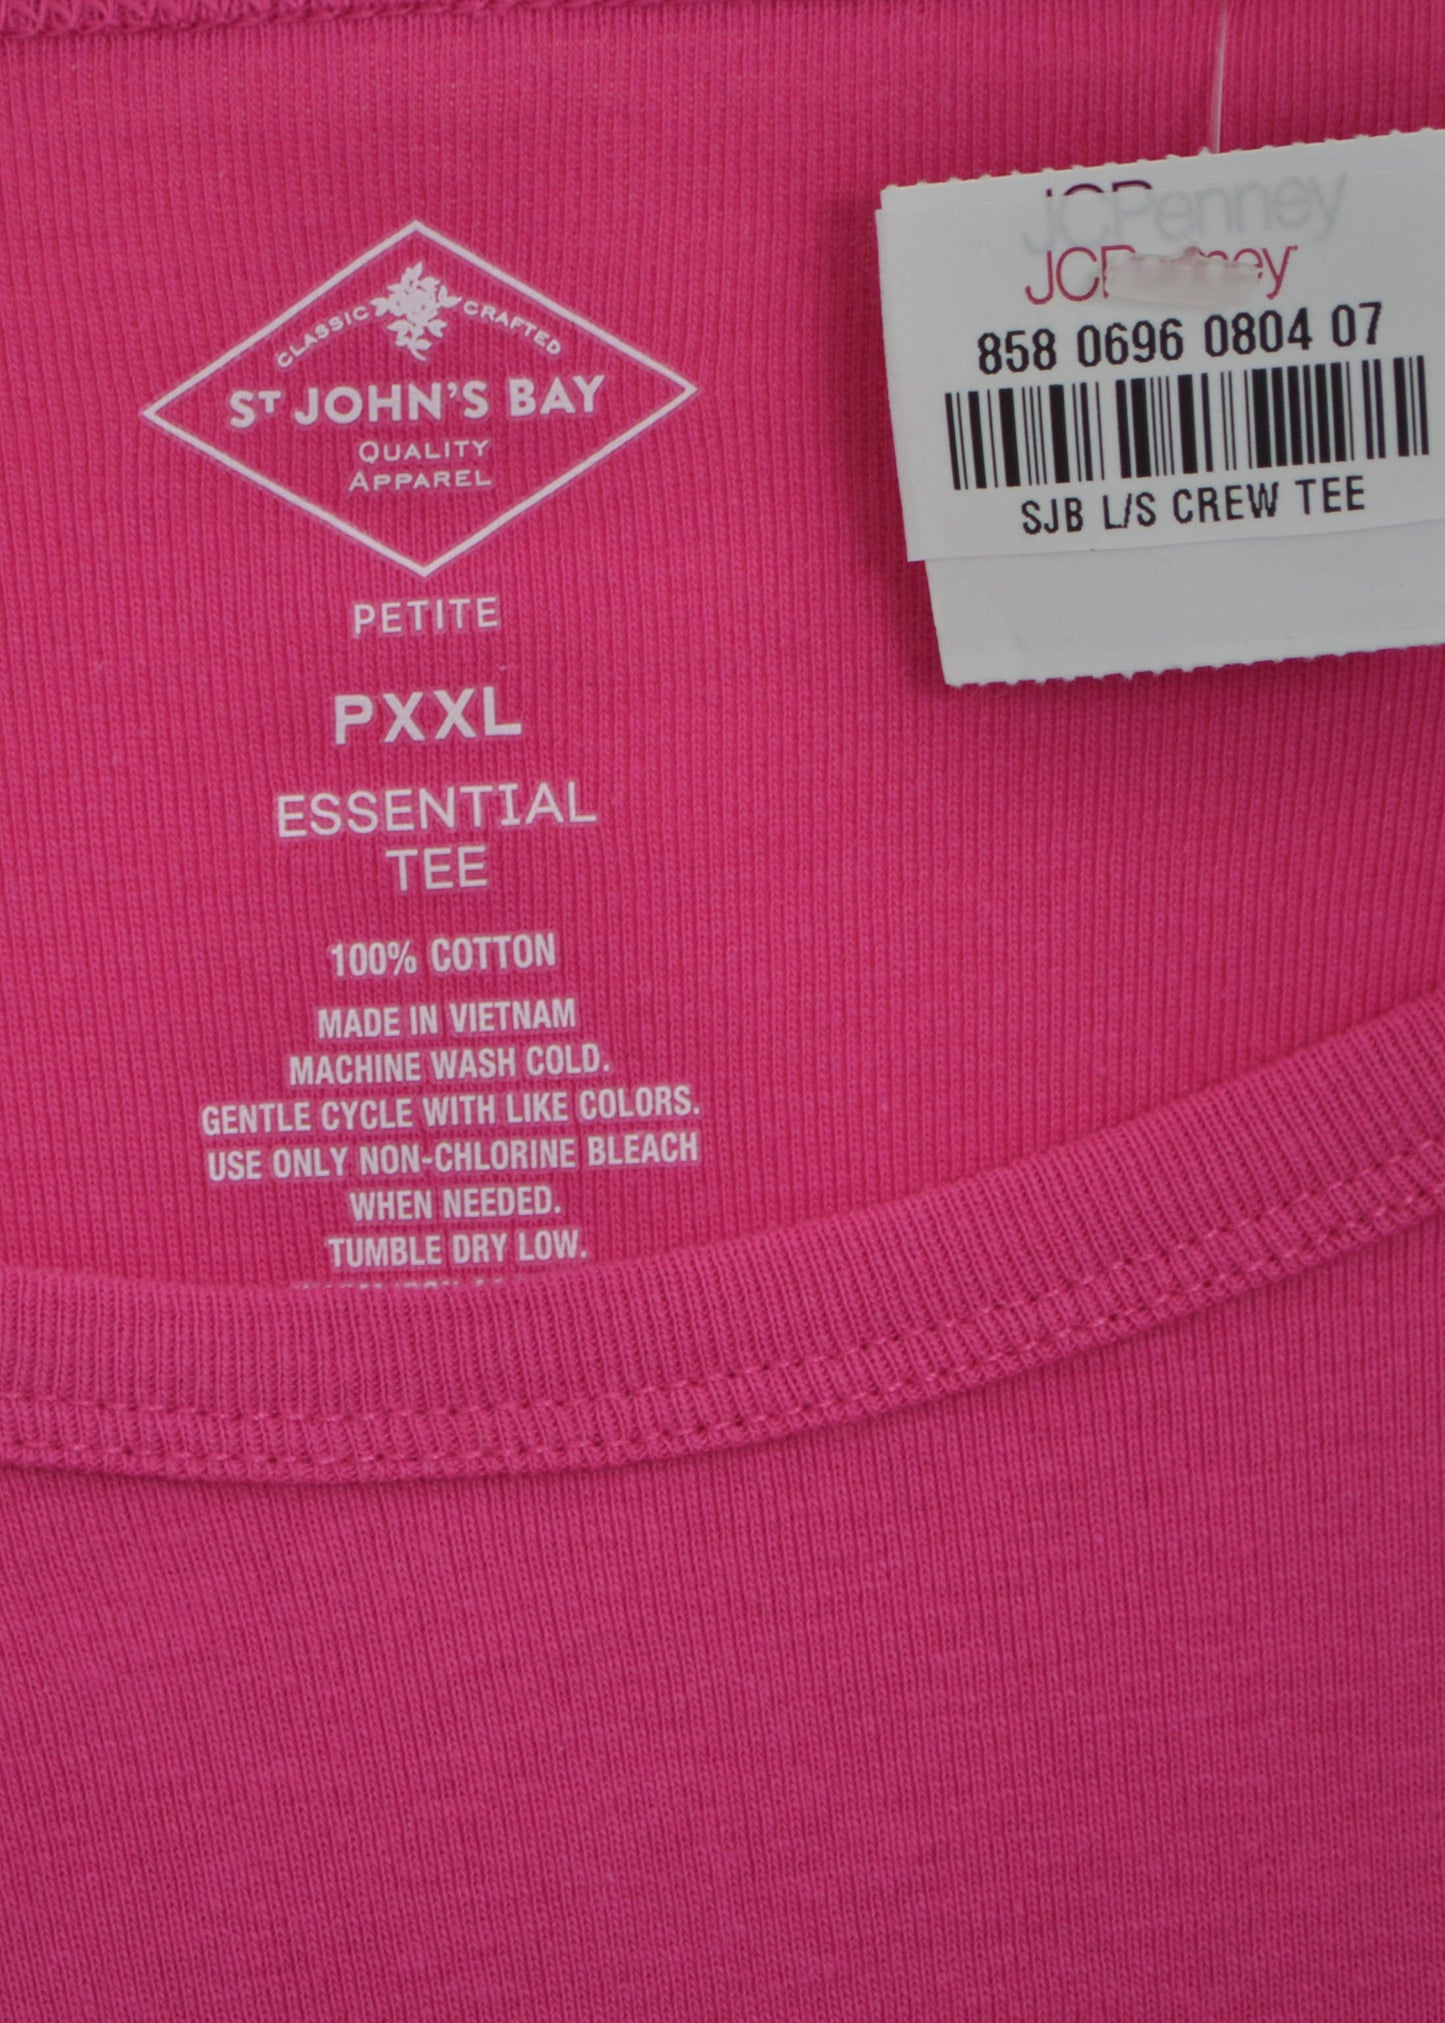 CLASSIC CRAFTED
ST JOHN'S BAY
QUALITY
APPAREL
PETITE
PXXL
ESSENTIAL
TEE
100% COTTON
MADE IN VIETNAM
MACHINE WASH COLD.
GENTLE CYCLE WITH LIKE COLORS.
USE ONLY NON-CHLORINE BLEACH
WHEN NEEDED.
TUMBLE DRY LOW.
JCPenney
JCPenney
858 0696 0804 07
SJB L/S CREW TEE